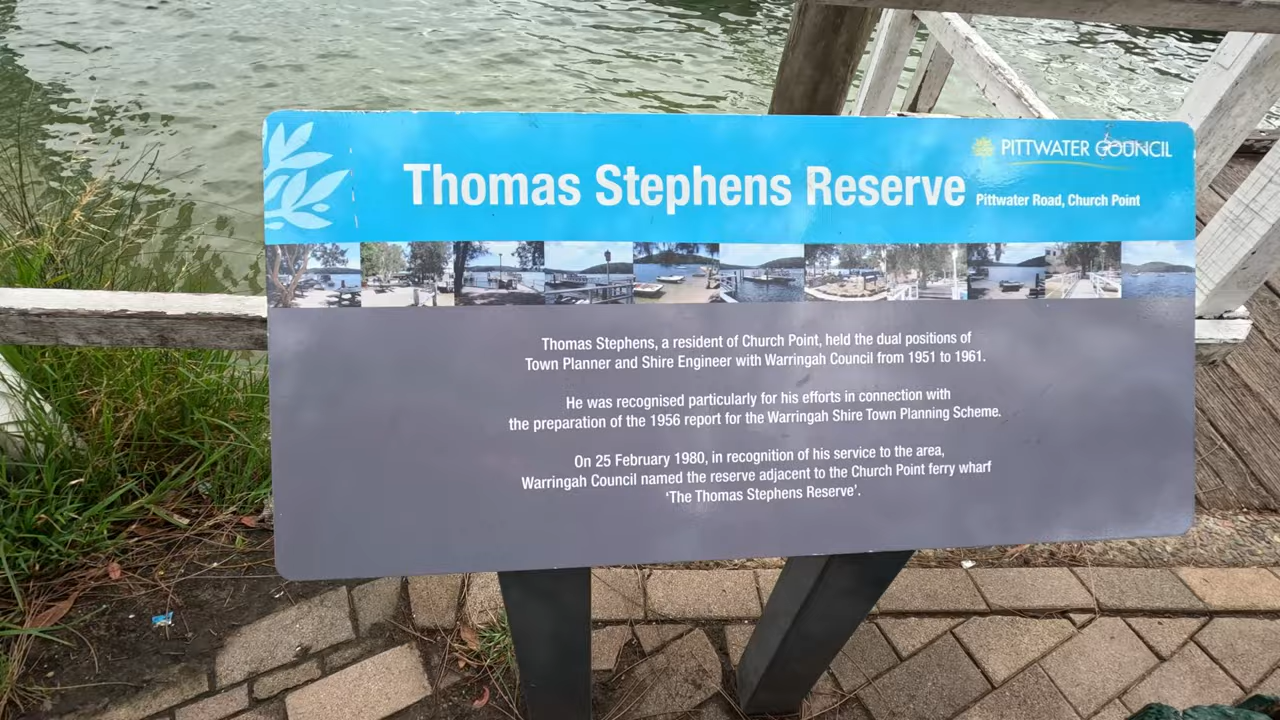 Thomas Stephens Reserve
PITTWATER COUNCIL
Pittwater Road, Church Point
Thomas Stephens, a resident of Church Point, held the dual positions of
Town Planner and Shire Engineer with Warringah Council from 1951 to 1961.
He was recognised particularly for his efforts in connection with
the preparation of the 1956 report for the Warringah Shire Town Planning Scheme.
On 25 February 1980, in recognition of his service to the area,
Warringah Council named the reserve adjacent to the Church Point ferry wharf
‘The Thomas Stephens Reserve’.